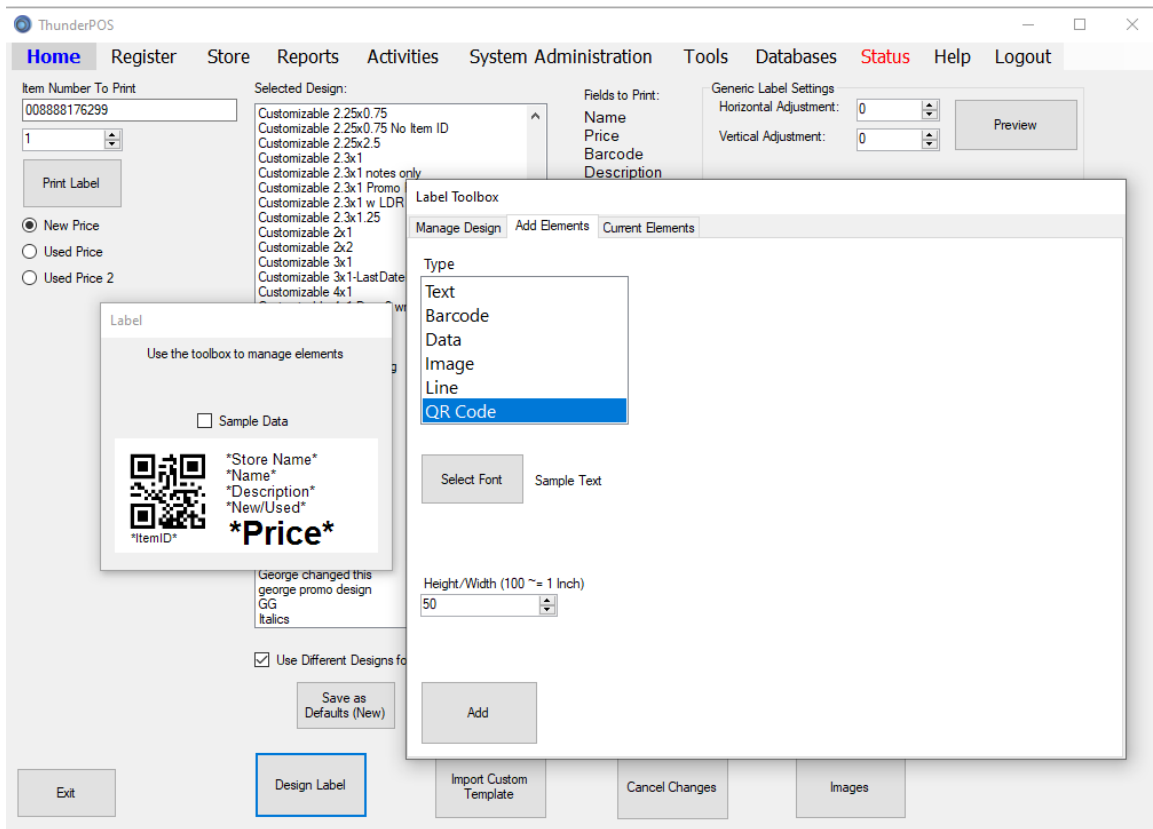 ThunderPOS
Home Register Store Reports Activities System Administration Tools Databases Status Help Logout
Item Number To Print
008888176299
1
Print Label
New Price
Used Price
Used Price 2
Selected Design:
Customizable 2.25x0.75
Customizable 2.25x0.75 No Item ID
Customizable 2.25x2.5
Customizable 2.3x1
Customizable 2.3x1 notes only
Customizable 2.3x1 Promo
Customizable 2.3x1 w LDR
Customizable 2.3x1.25
Customizable 2x1
Customizable 2x2
Customizable 3x1
Customizable 3x1-LastDate
Customizable 4x1
George changed this
george promo design
GG
Italics
Fields to Print:
Name
Price
Barcode
Description
Generic Label Settings
Horizontal Adjustment: 0
Vertical Adjustment: 0
Preview
Label
Use the toolbox to manage elements
Sample Data
*Store Name*
*Name*
*Description*
*New/Used*
*Price*
*ItemID*
Label Toolbox
Manage Design Add Elements Current Elements
Type
Text
Barcode
Data
Image
Line
QR Code
Select Font Sample Text
Height/Width (100 ~= 1 Inch)
50
Add
Use Different Designs fo
Save as
Defaults (New)
Exit
Design Label
Import Custom
Template
Cancel Changes
Images